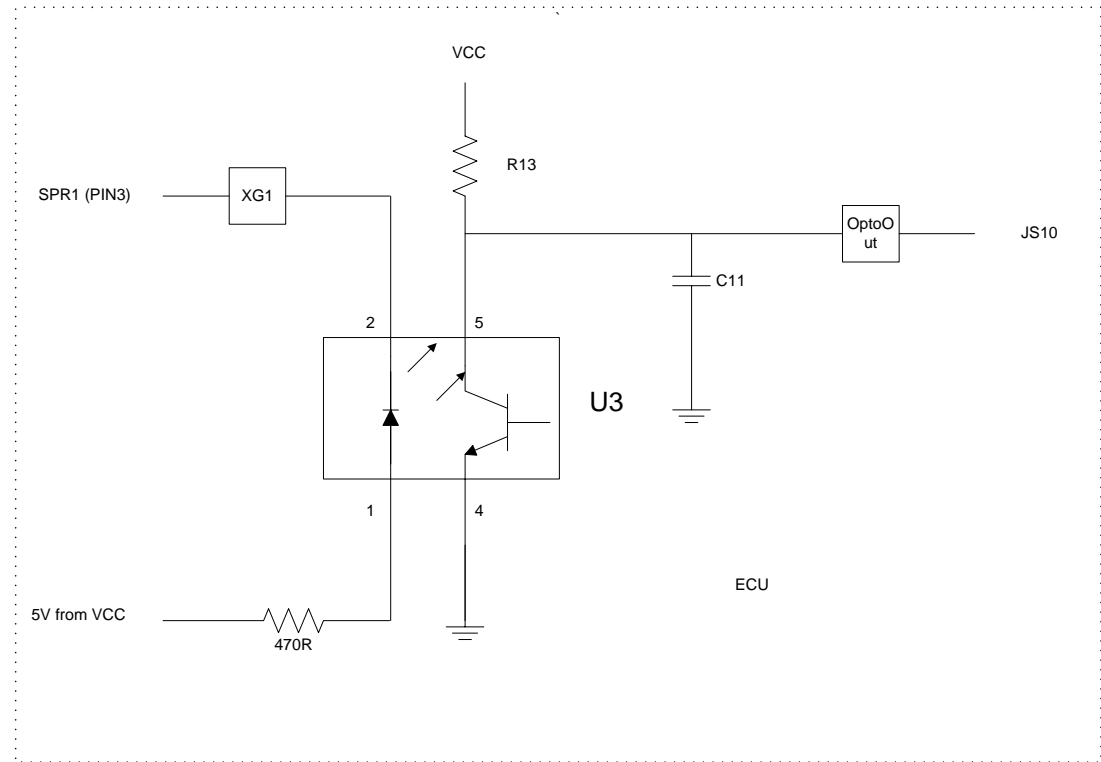 VCC
R13
SPR1 (PIN3)
XG1
OptoO
ut
JS10
C11
2
5
U3
1
4
ECU
5V from VCC
470R